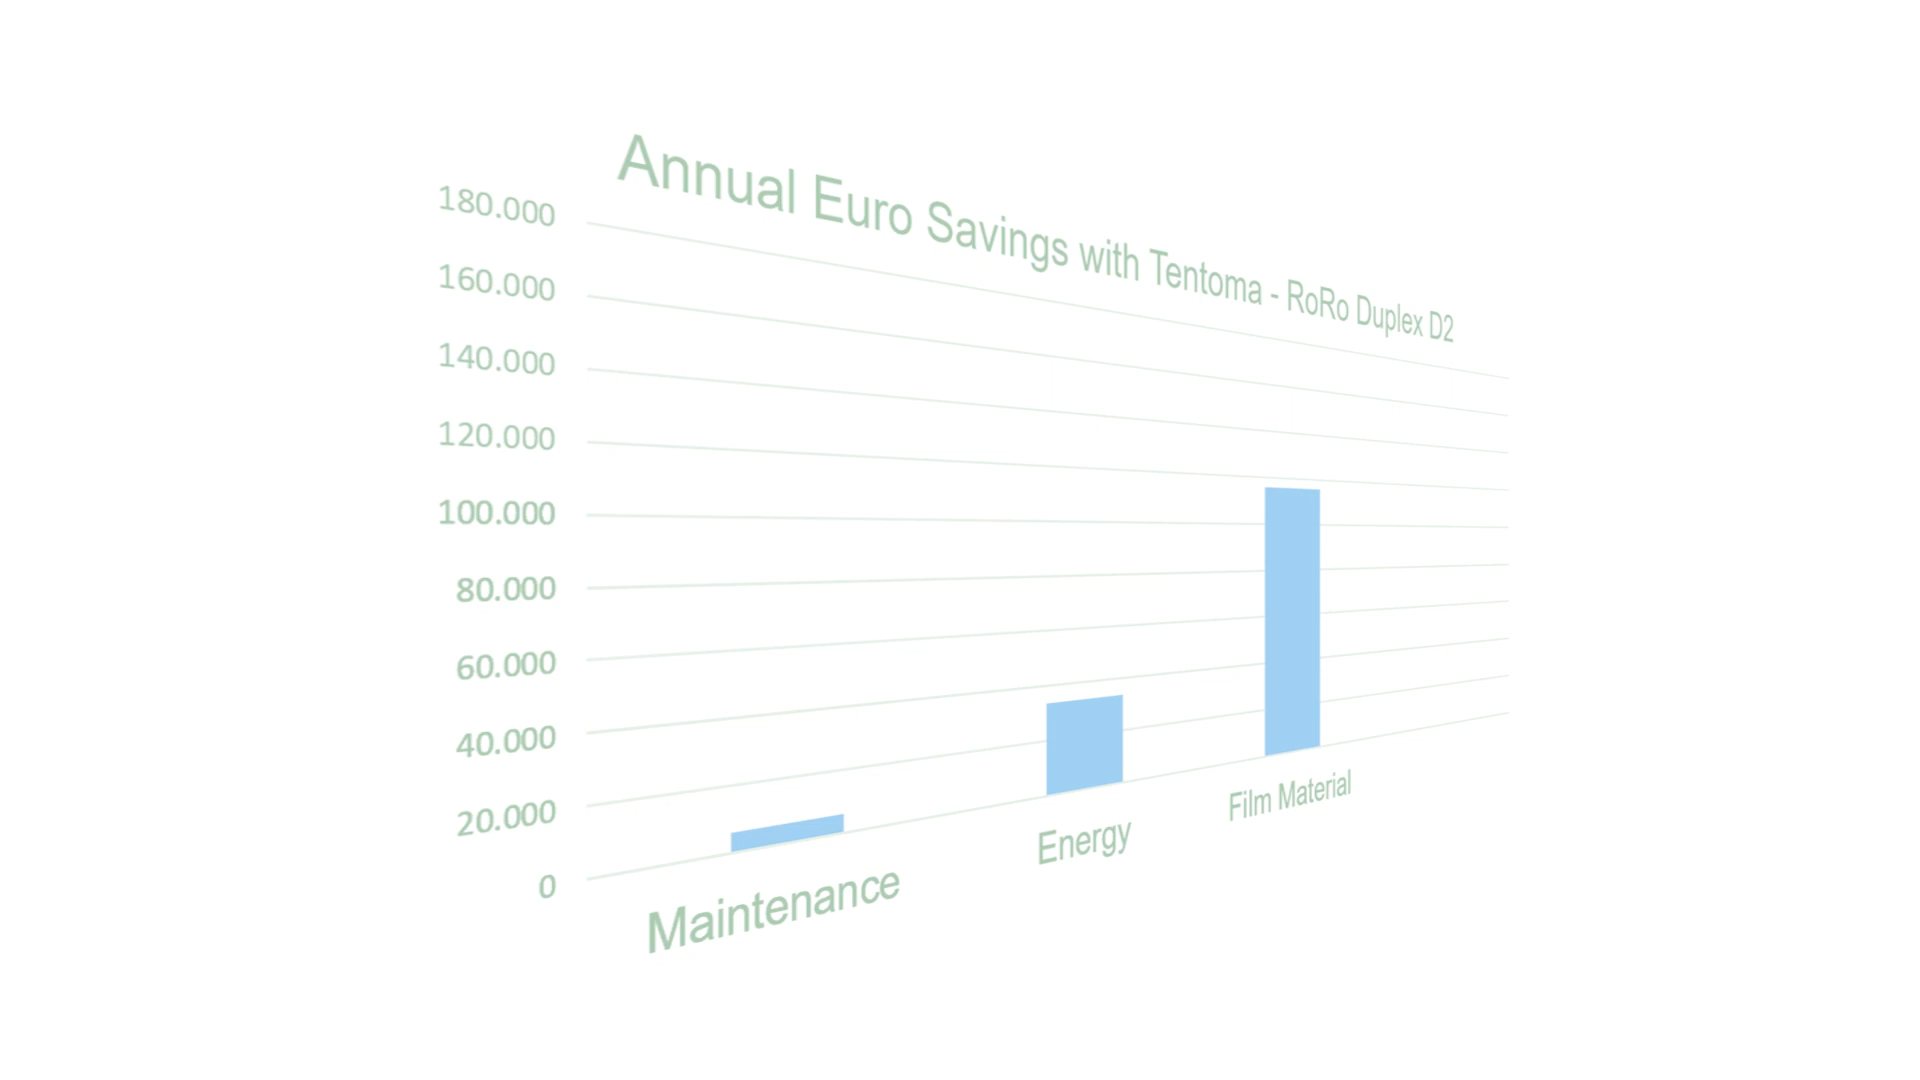 Annual Euro Savings with Tentoma - RoRo Duplex D2
180.000
160.000
140.000
120.000
100.000
80.000
60.000
40.000
20.000
0
Maintenance
Energy
Film Material